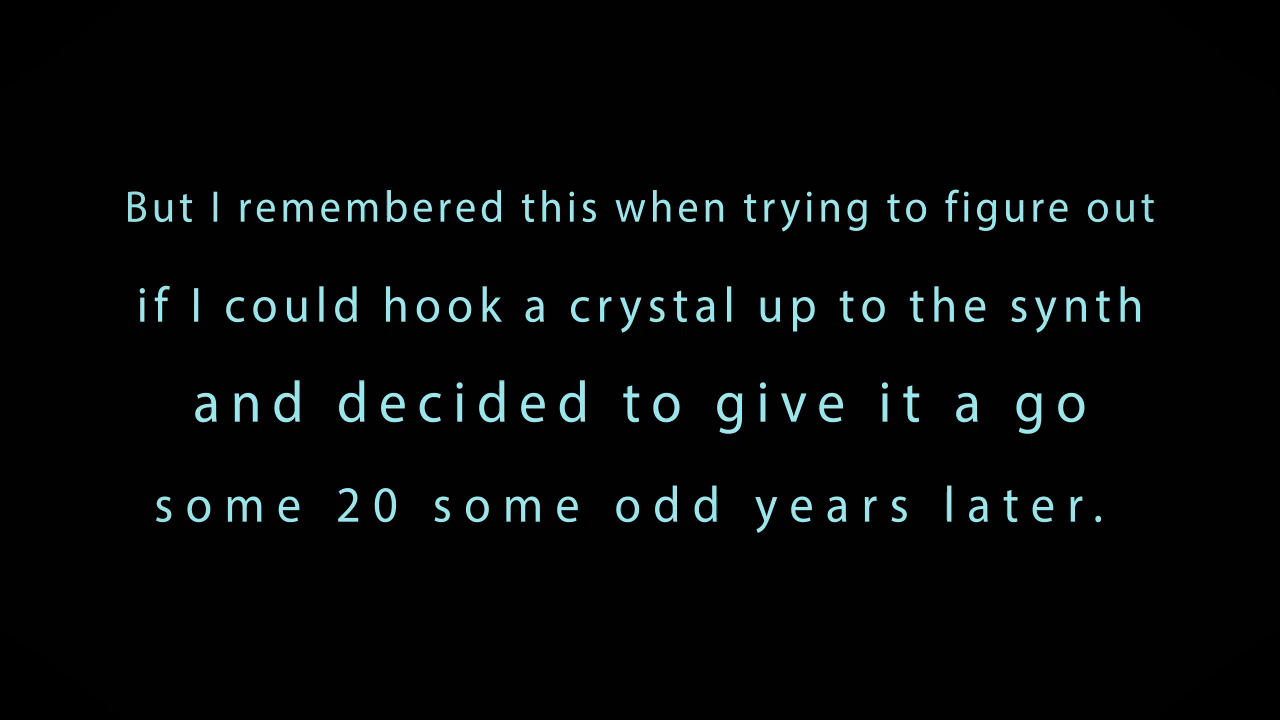 But I remembered this when trying to figure out
if I could hook a crystal up to the synth
and decided to give it a go
some 20 some odd years later.